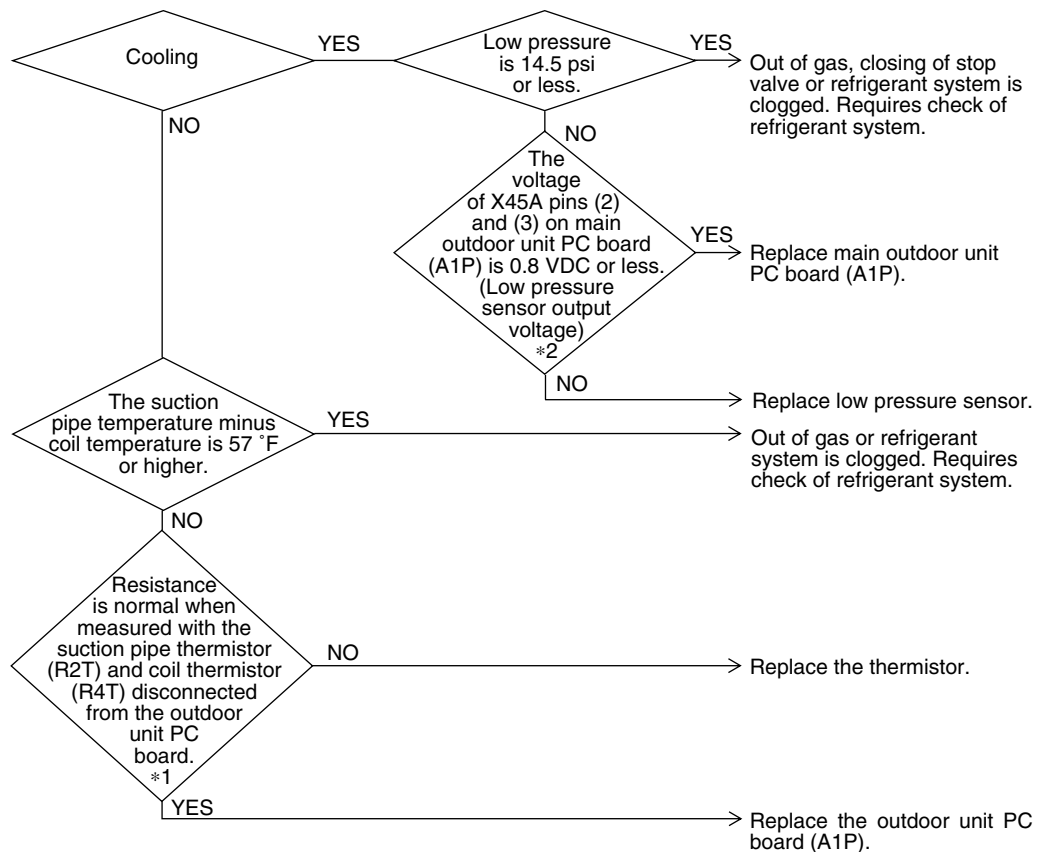 Cooling
YES
Low pressure
is 14.5 psi
or less.
YES
Out of gas, closing of stop
valve or refrigerant system is
clogged. Requires check of
refrigerant system.
NO
NO
The
voltage
of X45A pins (2)
and (3) on main
outdoor unit PC board
(A1P) is 0.8 VDC or less.
(Low pressure
sensor output
voltage)
*2
YES
Replace main outdoor unit
PC board (A1P).
NO
Replace low pressure sensor.
The suction
pipe temperature minus
coil temperature is 57 ˚F
or higher.
YES
Out of gas or refrigerant
system is clogged. Requires
check of refrigerant system.
NO
Resistance
is normal when
measured with the
suction pipe thermistor
(R2T) and coil thermistor
(R4T) disconnected
from the outdoor
unit PC
board.
*1
NO
Replace the thermistor.
YES
Replace the outdoor unit PC
board (A1P).